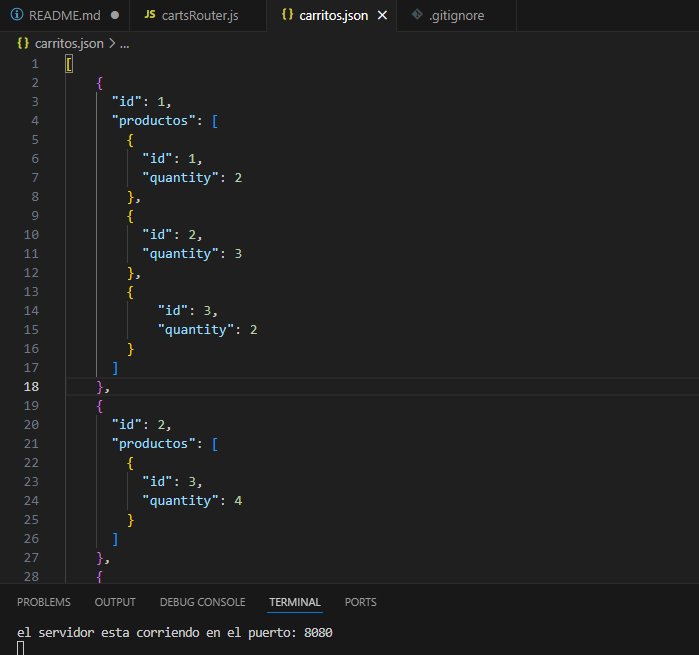 README.md
JS cartsRouter.js
{} carritos.json
.gitignore
{} carritos.json > ...
1 [
2 {
3 "id": 1,
4 "productos": [
5 {
6 "id": 1,
7 "quantity": 2
8 },
9 {
10 "id": 2,
11 "quantity": 3
12 },
13 {
14 "id": 3,
15 "quantity": 2
16 }
17 ]
18 },
19 {
20 "id": 2,
21 "productos": [
22 {
23 "id": 3,
24 "quantity": 4
25 }
26 ]
27 },
28 {
PROBLEMS OUTPUT DEBUG CONSOLE TERMINAL PORTS
el servidor esta corriendo en el puerto: 8080